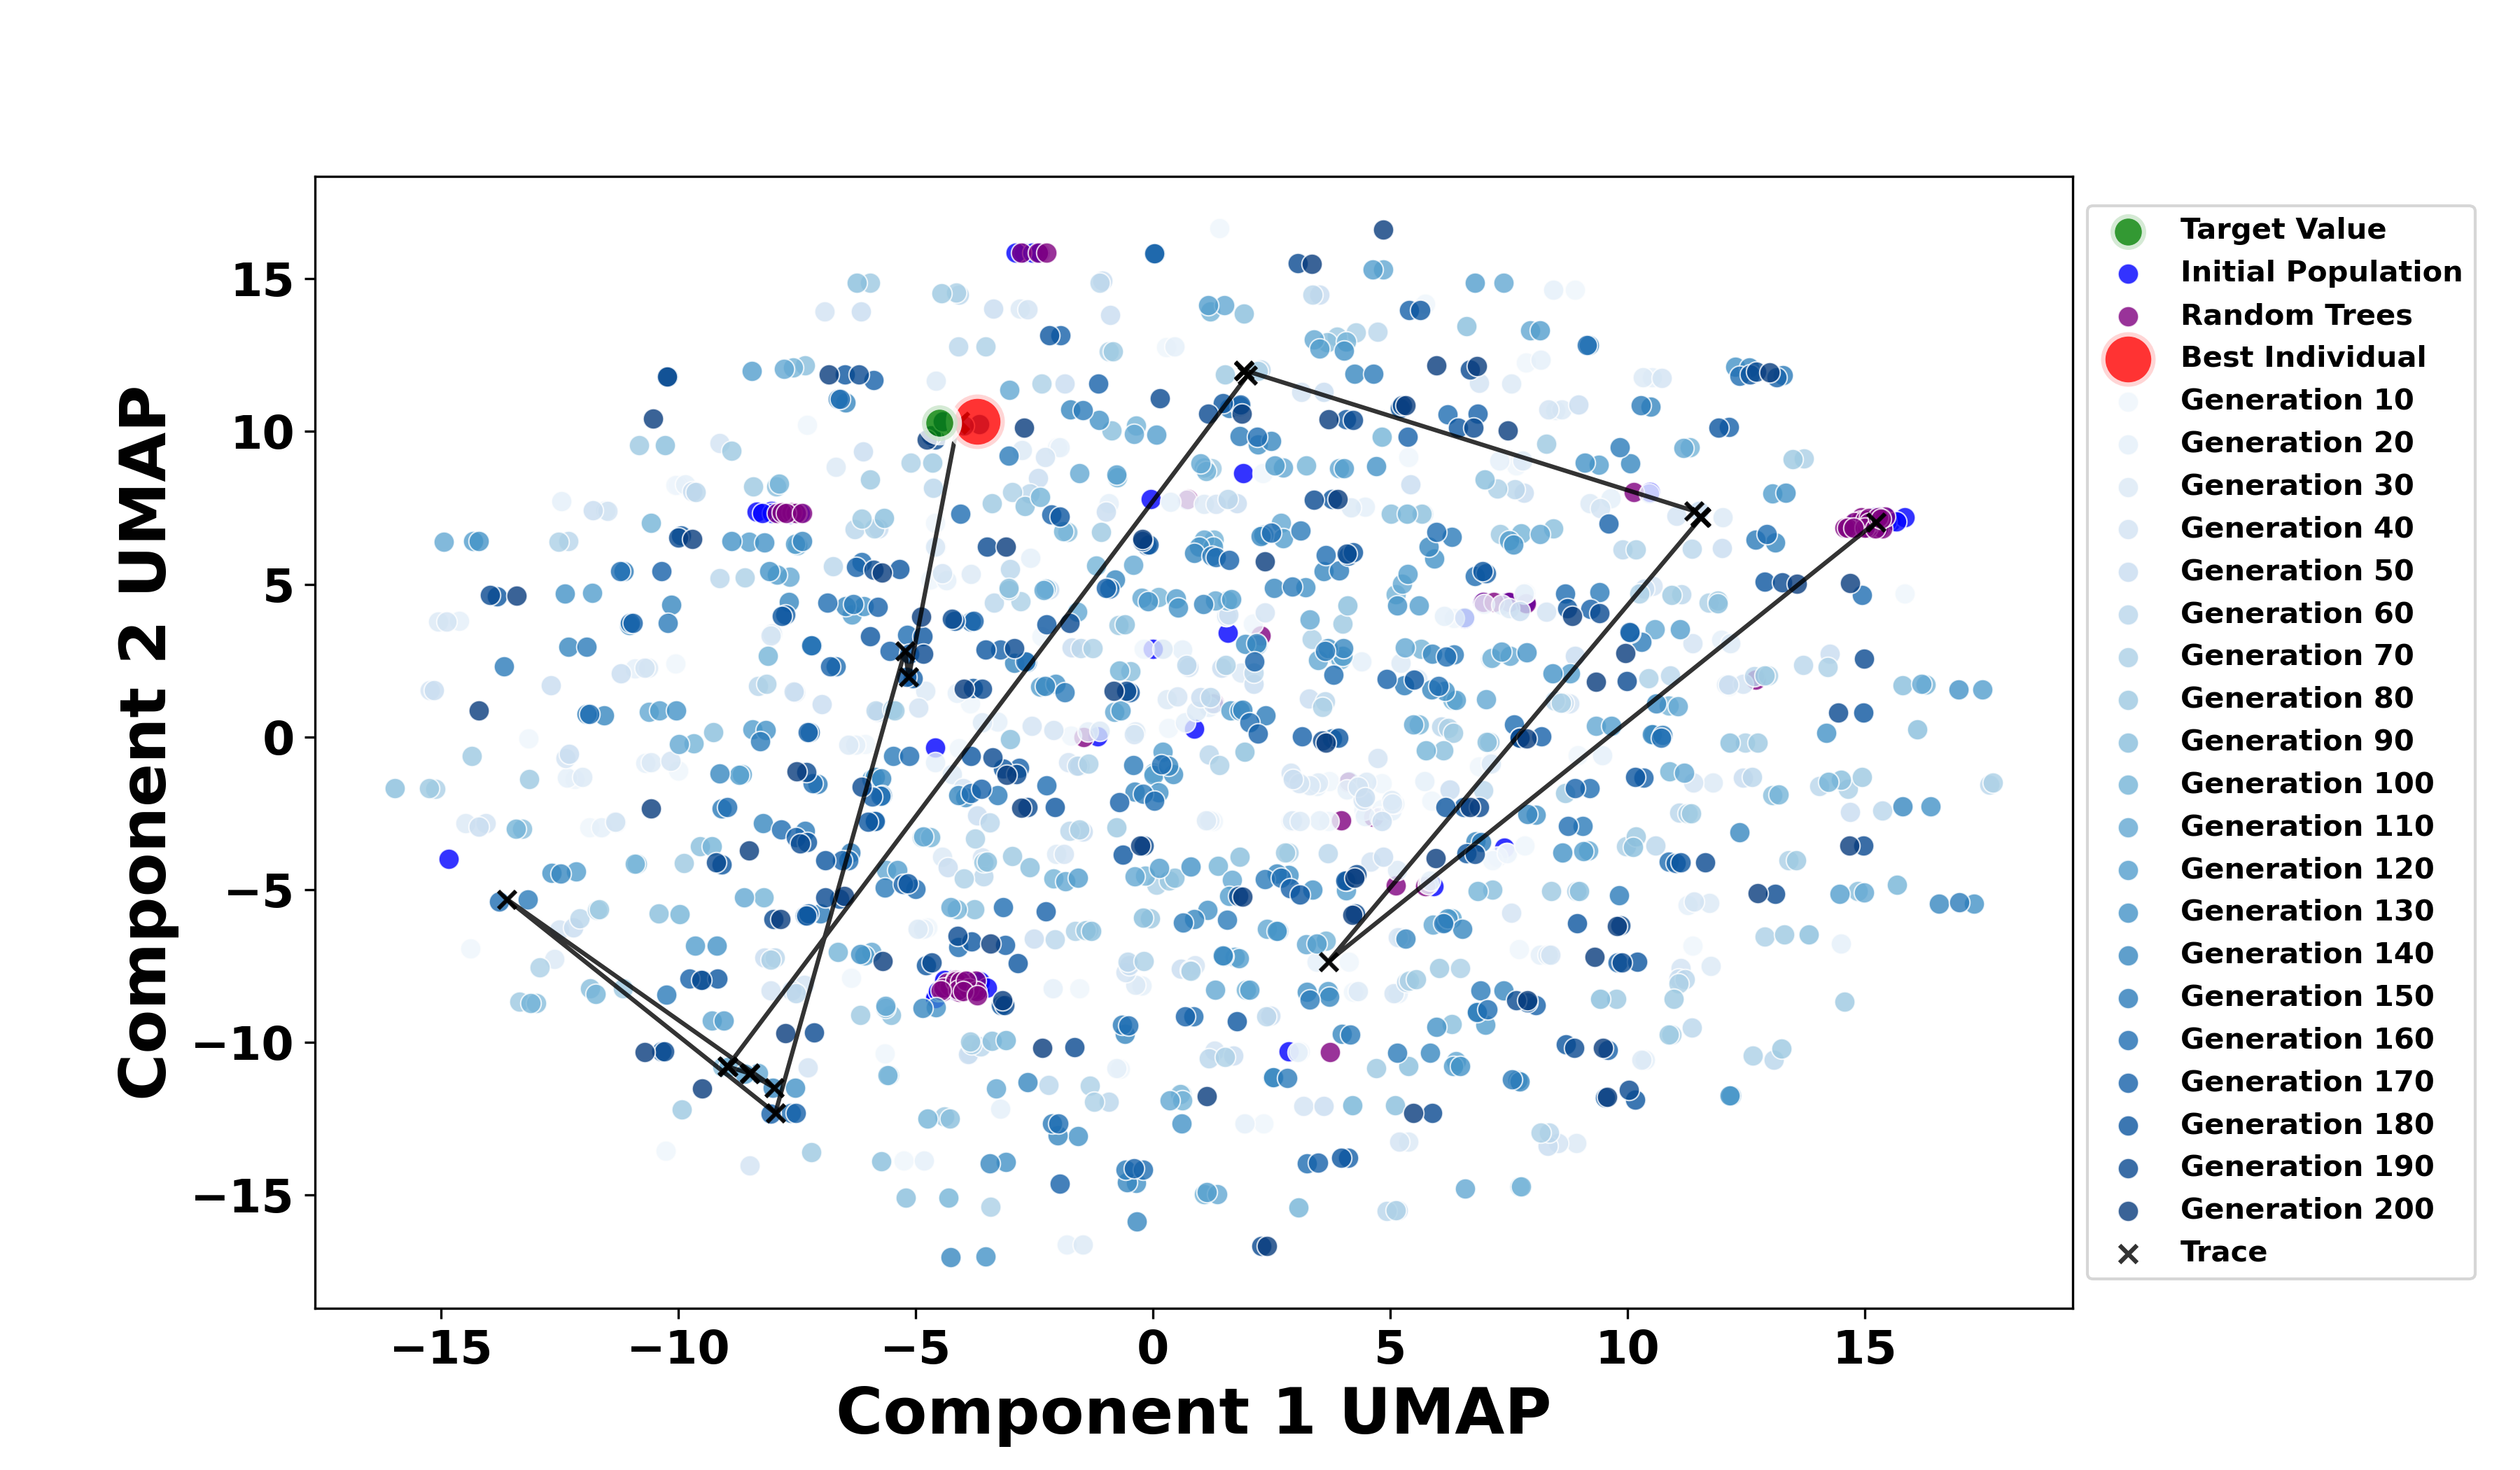 Component 2 UMAP
15
10
5
0
−5
−10
−15
−15
−10
−5
0
5
10
15
Component 1 UMAP
Target Value
Initial Population
Random Trees
Best Individual
Generation 10
Generation 20
Generation 30
Generation 40
Generation 50
Generation 60
Generation 70
Generation 80
Generation 90
Generation 100
Generation 110
Generation 120
Generation 130
Generation 140
Generation 150
Generation 160
Generation 170
Generation 180
Generation 190
Generation 200
Trace